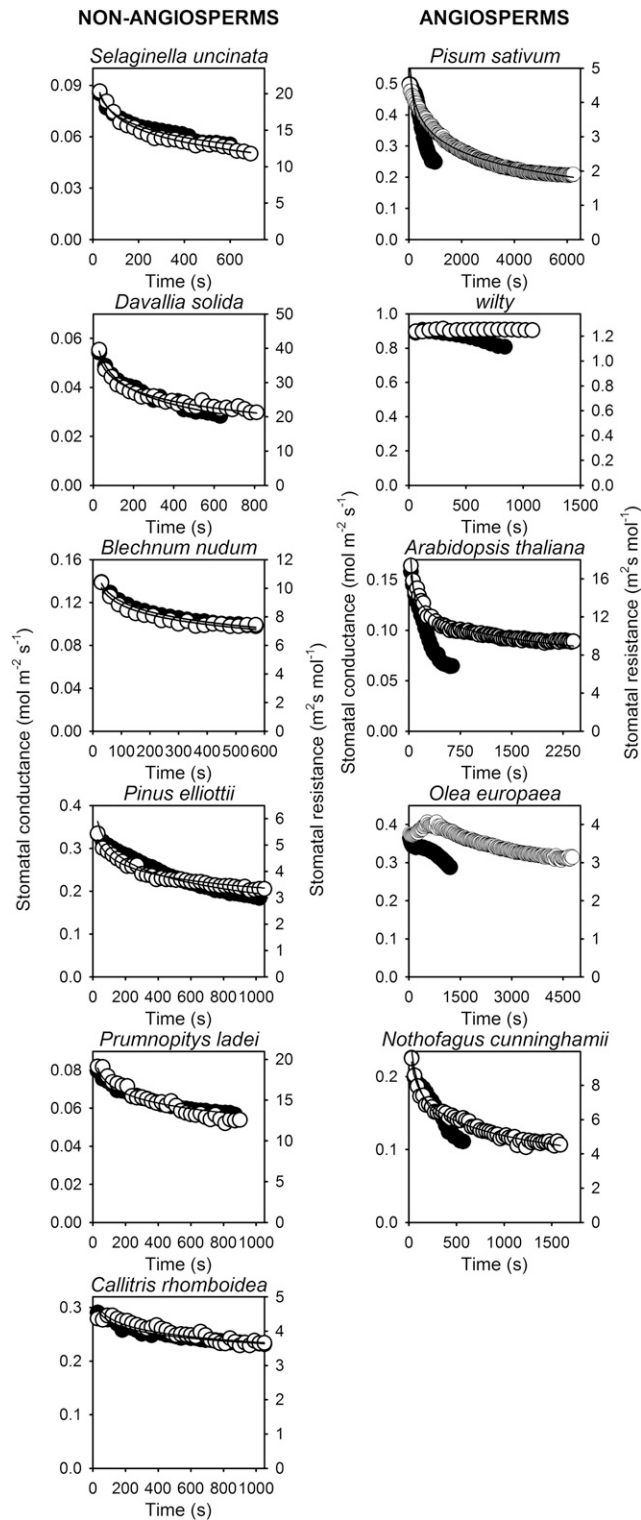 NON-ANGIOSPERMS
ANGIOSPERMS
Selaginella uncinata
0.09
0.06
0.03
0.00
20
15
10
5
0
0 200 400 600
Time (s)
Pisum sativum
0.5
0.4
0.3
0.2
0.1
5
4
3
2
1
0
0 2000 4000 6000
Time (s)
Davallia solida
0.06
0.04
0.02
0.00
50
40
30
20
10
0
0 200 400 600 800
Time (s)
wilty
1.0
0.8
0.6
0.4
0.2
0.0
1.2
1.0
0.8
0.6
0.4
0.2
0.0
0 500 1000 1500
Time (s)
Blechnum nudum
0.16
0.12
0.08
0.04
0.00
12
10
8
6
4
2
0
0 100 200 300 400 500 600
Time (s)
Arabidopsis thaliana
0.15
0.10
0.05
0.00
16
12
8
4
0
0 750 1500 2250
Time (s)
Pinus elliottii
0.4
0.3
0.2
0.1
0.0
6
5
4
3
2
1
0
0 200 400 600 800 1000
Time (s)
Olea europaea
0.4
0.3
0.2
0.1
0.0
4
3
2
1
0
0 1500 3000 4500
Time (s)
Prumnopitys ladei
0.08
0.06
0.04
0.02
0.00
20
15
10
5
0
0 200 400 600 800 1000
Time (s)
Nothofagus cunninghamii
0.2
0.1
0.0
8
6
4
2
0
0 500 1000 1500
Time (s)
Callitris rhomboidea
0.3
0.2
0.1
0.0
5
4
3
2
1
0
0 200 400 600 800 1000
Time (s)
Stomatal conductance (mol m⁻² s⁻¹)
Stomatal resistance (m² s mol⁻¹)
Stomatal conductance (mol m⁻² s⁻¹)
Stomatal resistance (m² s mol⁻¹)